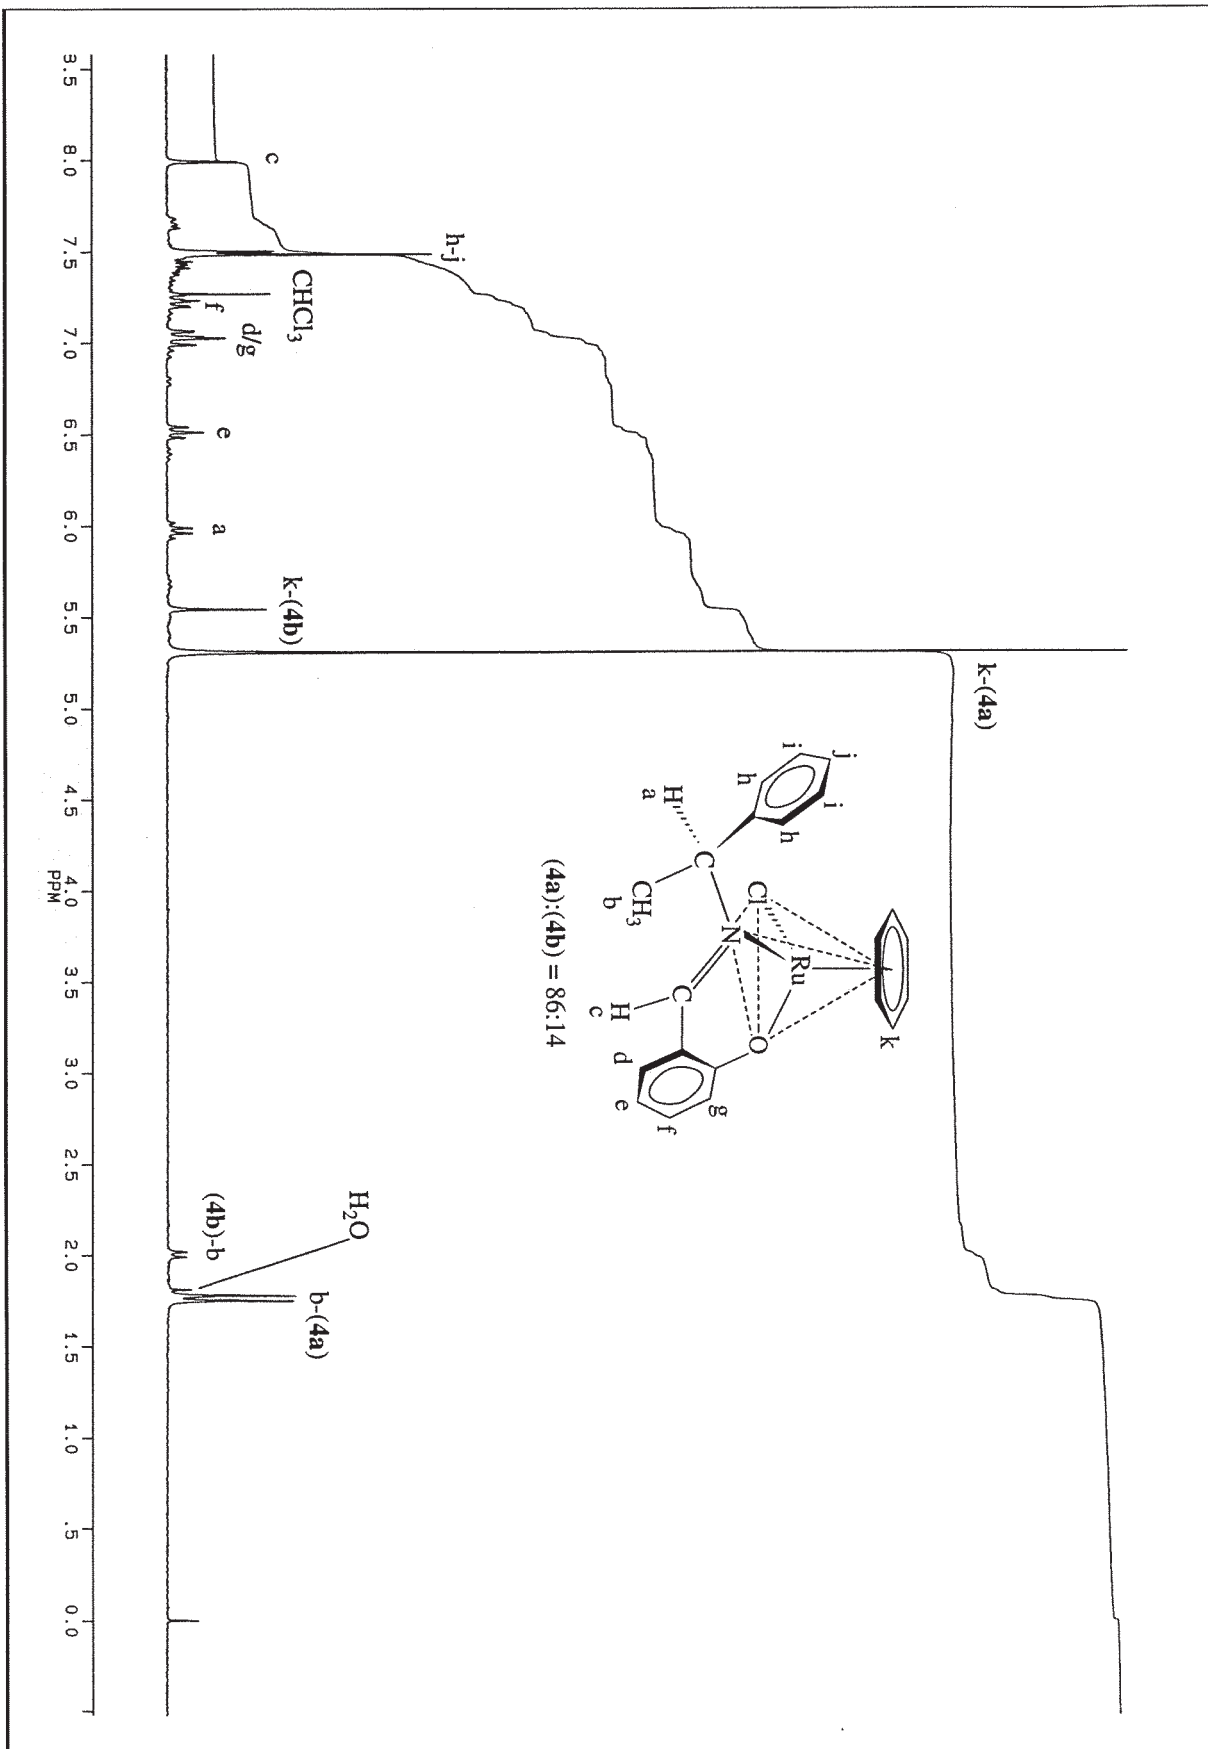 c
h-j
CHCl3
f
d/g
e
a
k-(4b)
k-(4a)
H2O
(4b)-b
b-(4a)
k
Ru
Cl
O
N
C
C
H
a
CH3
b
H
c
i
j
i
h
h
d
e
f
g
(4a):(4b) = 86:14
8.5 8.0 7.5 7.0 6.5 6.0 5.5 5.0 4.5 4.0 3.5 3.0 2.5 2.0 1.5 1.0 .5 0.0
PPM